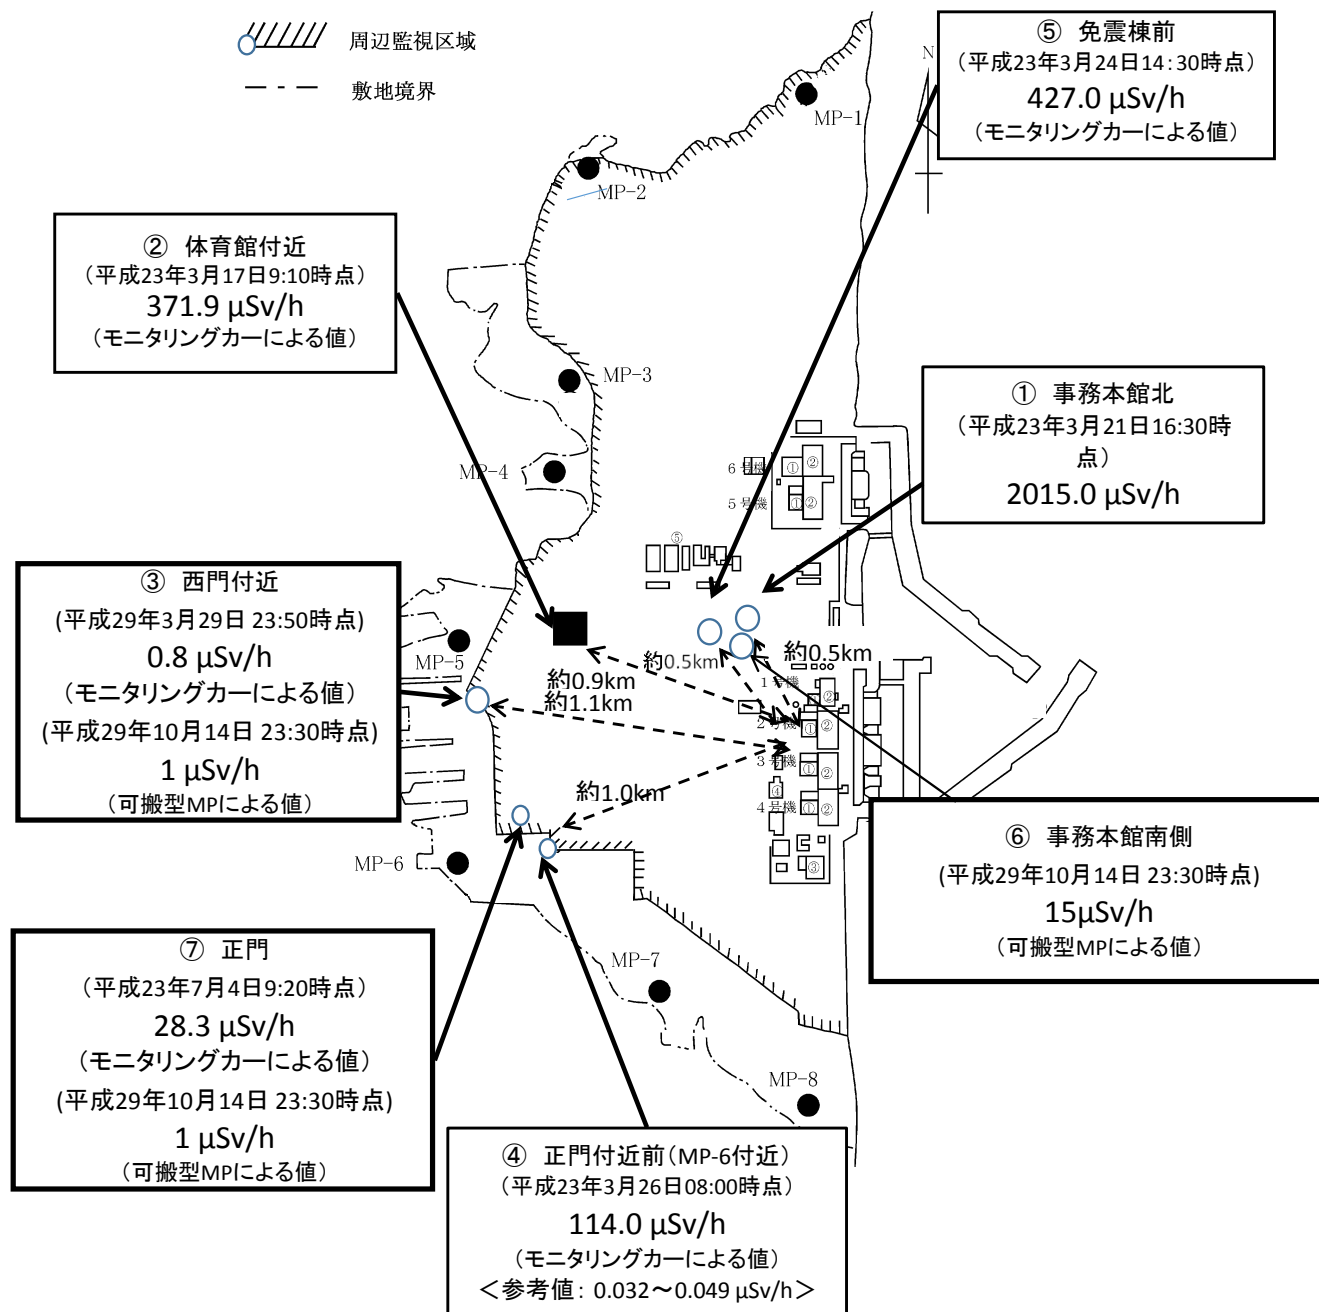 周辺監視区域
敷地境界
⑤ 免震棟前
（平成23年3月24日14:30時点）
427.0 μSv/h
（モニタリングカーによる値）
N
MP-1
MP-2
② 体育館付近
（平成23年3月17日9:10時点）
371.9 μSv/h
（モニタリングカーによる値）
MP-3
MP-4
① 事務本館北
（平成23年3月21日16:30時
点）
2015.0 μSv/h
6号機
① ②
5号機
① ②
⑤
③ 西門付近
(平成29年3月29日 23:50時点)
0.8 μSv/h
（モニタリングカーによる値）
(平成29年10月14日 23:30時点)
1 μSv/h
（可搬型MPによる値）
MP-5
約0.5km
約0.5km
約0.9km
約1.1km
1号機
②
2号機
① ②
3号機
① ②
④
4号機
① ②
③
約1.0km
MP-6
⑥ 事務本館南側
(平成29年10月14日 23:30時点)
15μSv/h
（可搬型MPによる値）
⑦ 正門
（平成23年7月4日9:20時点）
28.3 μSv/h
（モニタリングカーによる値）
(平成29年10月14日 23:30時点)
1 μSv/h
（可搬型MPによる値）
MP-7
MP-8
④ 正門付近前（MP-6付近）
（平成23年3月26日08:00時点）
114.0 μSv/h
（モニタリングカーによる値）
＜参考値： 0.032～0.049 μSv/h＞